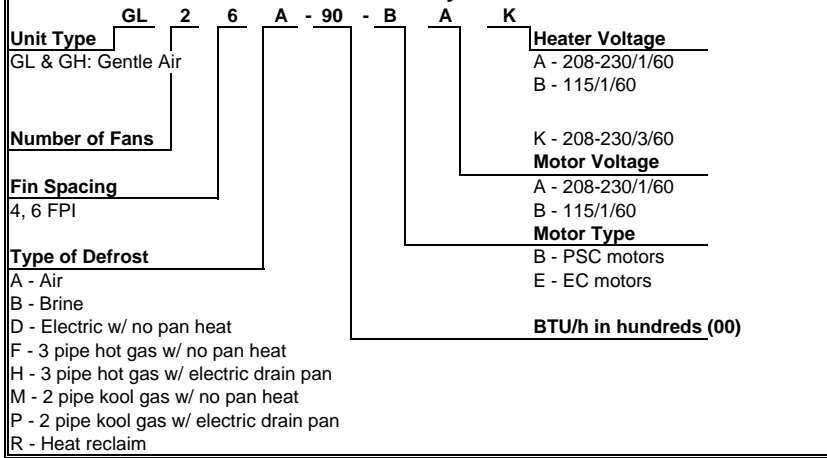 GL 2 6 A - 90 - B A K
Unit Type
GL & GH: Gentle Air
Number of Fans
Fin Spacing
4, 6 FPI
Type of Defrost
A - Air
B - Brine
D - Electric w/ no pan heat
F - 3 pipe hot gas w/ no pan heat
H - 3 pipe hot gas w/ electric drain pan
M - 2 pipe kool gas w/ no pan heat
P - 2 pipe kool gas w/ electric drain pan
R - Heat reclaim
Heater Voltage
A - 208-230/1/60
B - 115/1/60
K - 208-230/3/60
Motor Voltage
A - 208-230/1/60
B - 115/1/60
Motor Type
B - PSC motors
E - EC motors
BTU/h in hundreds (00)